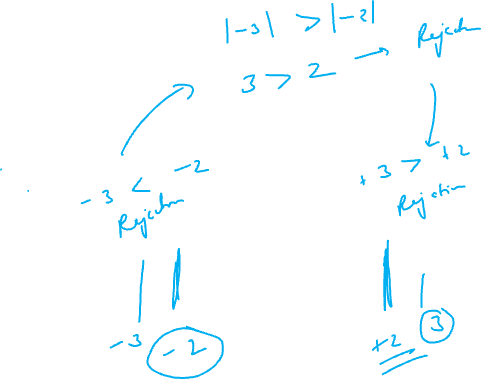 |-3| > |-2|
3 > 2 → Rejection
-3 < -2
Rejection
+3 > +2
Rejection
-3 -2
+2 3